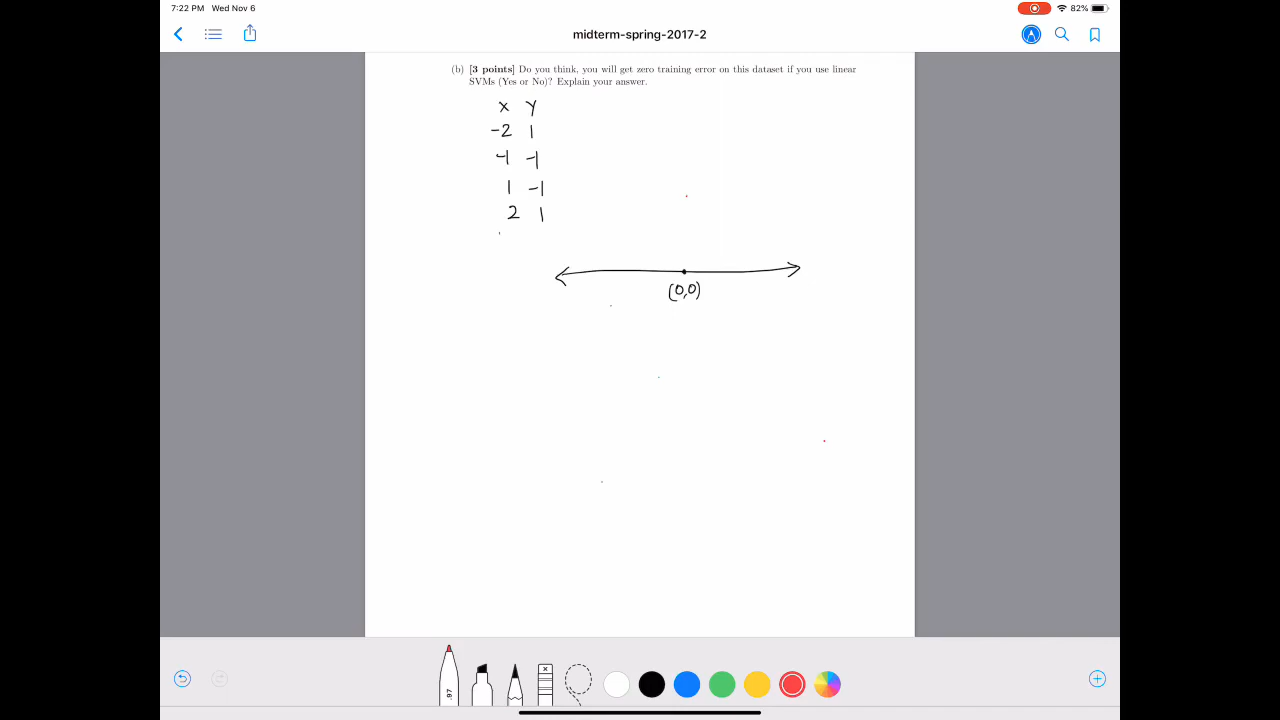 7:22 PM Wed Nov 6
82%
midterm-spring-2017-2
(b) [3 points] Do you think, you will get zero training error on this dataset if you use linear
SVMs (Yes or No)? Explain your answer.
x y
-2 1
-1 -1
1 -1
2 1
(0,0)
.97